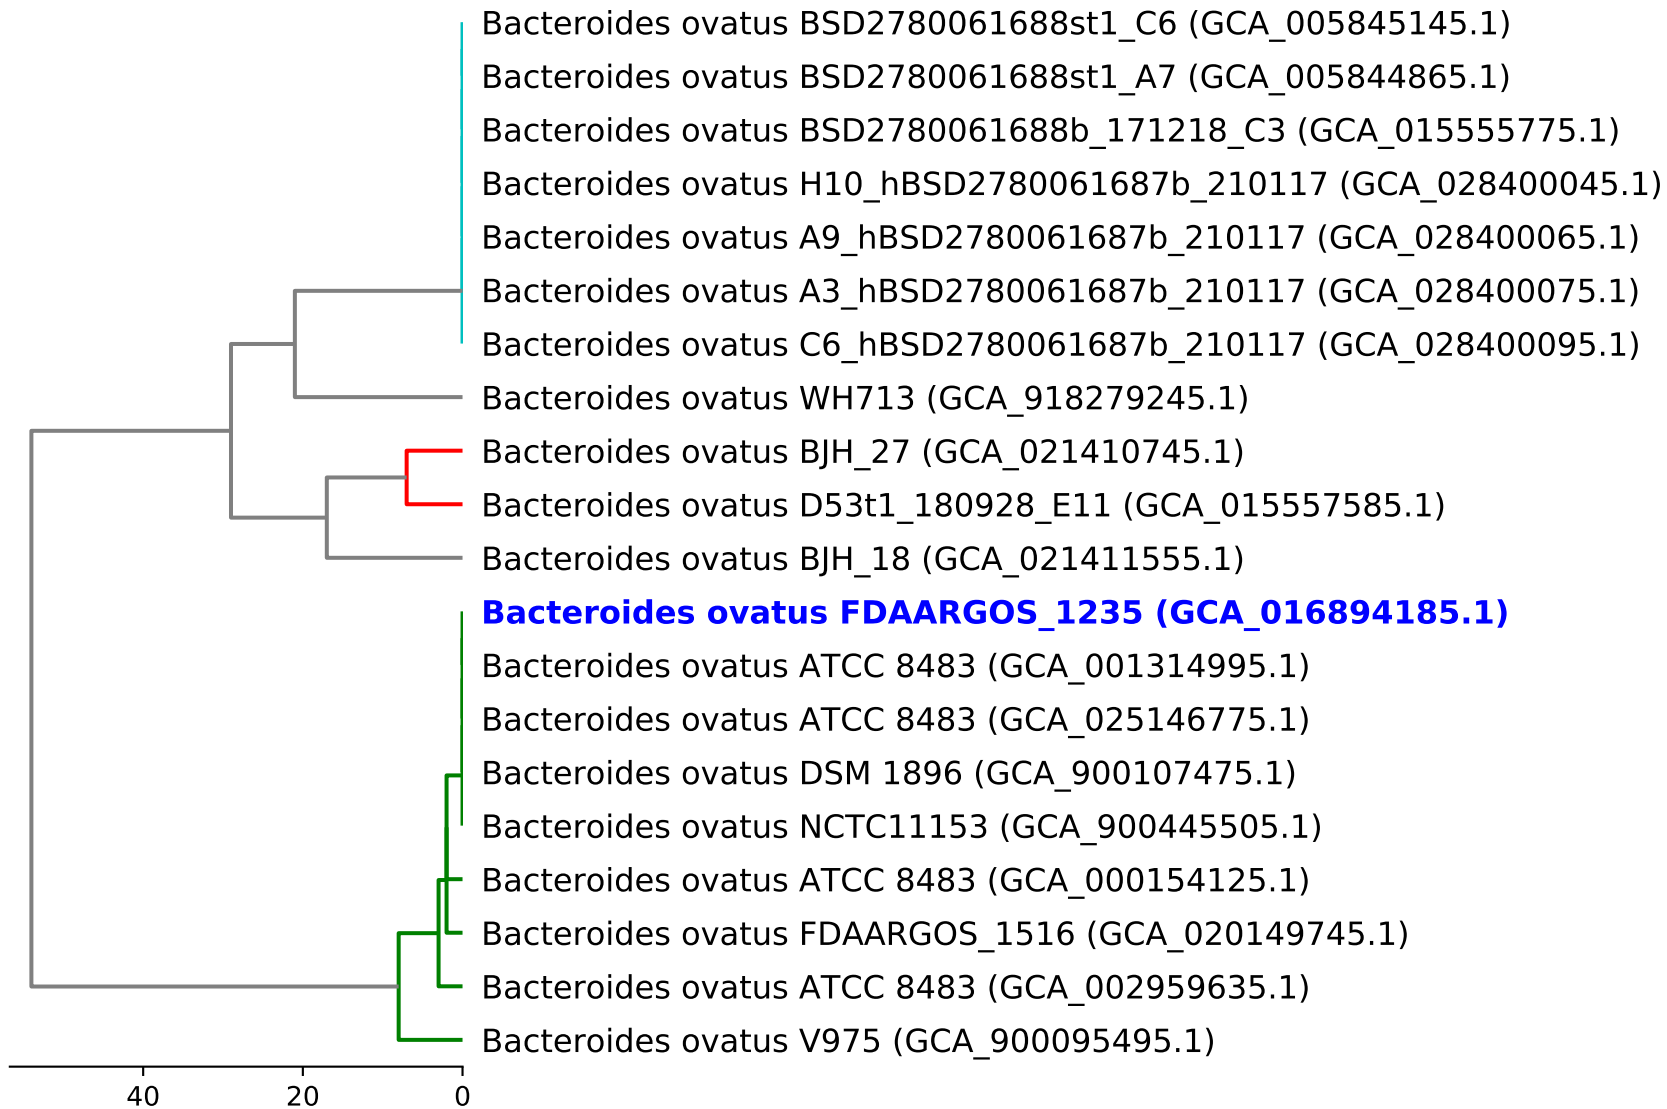 Bacteroides ovatus BSD2780061688st1_C6 (GCA_005845145.1)
Bacteroides ovatus BSD2780061688st1_A7 (GCA_005844865.1)
Bacteroides ovatus BSD2780061688b_171218_C3 (GCA_015555775.1)
Bacteroides ovatus H10_hBSD2780061687b_210117 (GCA_028400045.1)
Bacteroides ovatus A9_hBSD2780061687b_210117 (GCA_028400065.1)
Bacteroides ovatus A3_hBSD2780061687b_210117 (GCA_028400075.1)
Bacteroides ovatus C6_hBSD2780061687b_210117 (GCA_028400095.1)
Bacteroides ovatus WH713 (GCA_918279245.1)
Bacteroides ovatus BJH_27 (GCA_021410745.1)
Bacteroides ovatus D53t1_180928_E11 (GCA_015557585.1)
Bacteroides ovatus BJH_18 (GCA_021411555.1)
Bacteroides ovatus FDAARGOS_1235 (GCA_016894185.1)
Bacteroides ovatus ATCC 8483 (GCA_001314995.1)
Bacteroides ovatus ATCC 8483 (GCA_025146775.1)
Bacteroides ovatus DSM 1896 (GCA_900107475.1)
Bacteroides ovatus NCTC11153 (GCA_900445505.1)
Bacteroides ovatus ATCC 8483 (GCA_000154125.1)
Bacteroides ovatus FDAARGOS_1516 (GCA_020149745.1)
Bacteroides ovatus ATCC 8483 (GCA_002959635.1)
Bacteroides ovatus V975 (GCA_900095495.1)
40 20 0